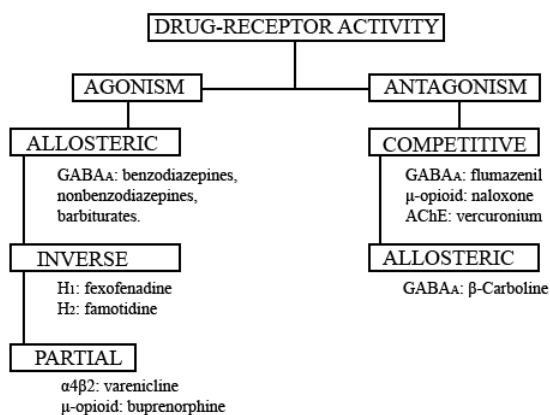 DRUG-RECEPTOR ACTIVITY
AGONISM
ALLOSTERIC
GABAA: benzodiazepines,
nonbenzodiazepines,
barbiturates.
INVERSE
H1: fexofenadine
H2: famotidine
PARTIAL
α4β2: varenicline
μ-opioid: buprenorphine
ANTAGONISM
COMPETITIVE
GABAA: flumazenil
μ-opioid: naloxone
AChE: vercuronium
ALLOSTERIC
GABAA: β-Carboline